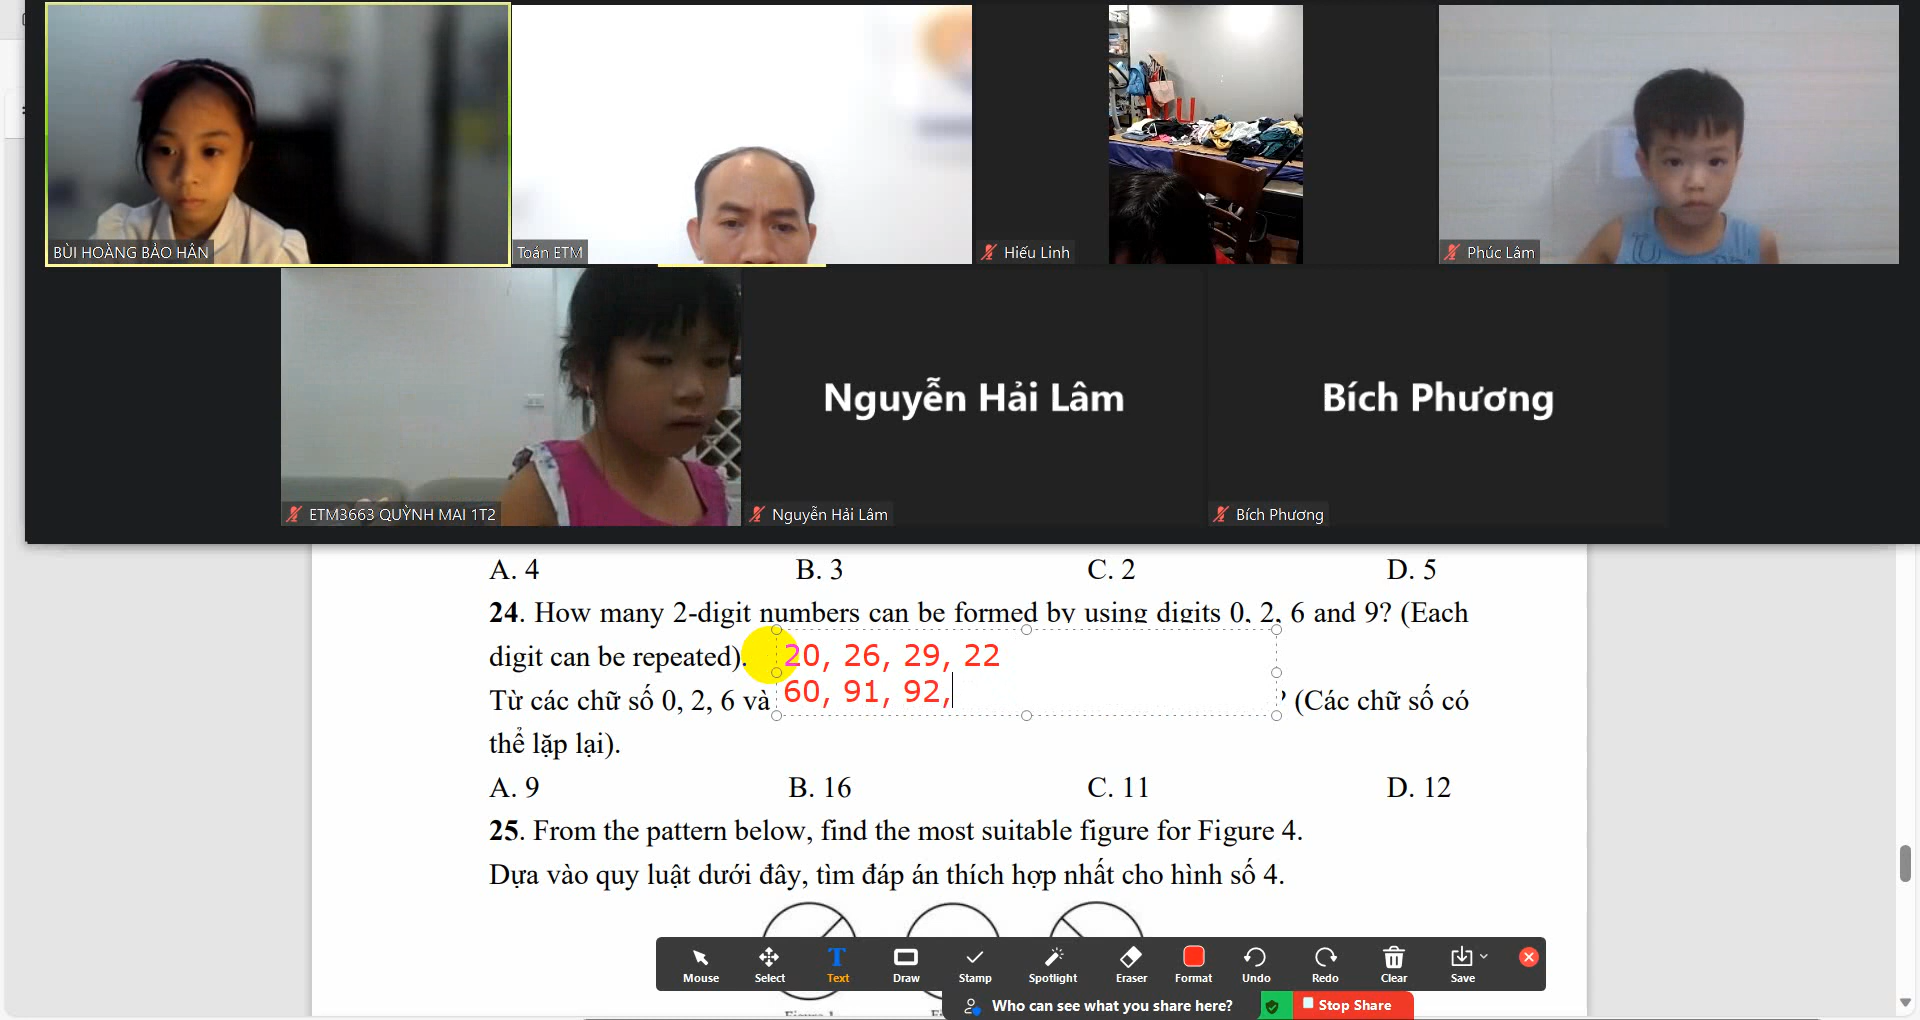 BÙI HOÀNG BẢO HÂN
Toán ETM
Hiếu Linh
Phúc Lâm
ETM3663 QUỲNH MAI 1T2
Nguyễn Hải Lâm
Nguyễn Hải Lâm
Bích Phương
Bích Phương
A. 4 B. 3 C. 2 D. 5
24. How many 2-digit numbers can be formed by using digits 0, 2, 6 and 9? (Each
digit can be repeated).
20, 26, 29, 22
60, 91, 92,
Từ các chữ số 0, 2, 6 và ? (Các chữ số có
thể lặp lại).
A. 9 B. 16 C. 11 D. 12
25. From the pattern below, find the most suitable figure for Figure 4.
Dựa vào quy luật dưới đây, tìm đáp án thích hợp nhất cho hình số 4.
Mouse Select Text Draw Stamp Spotlight Eraser Format Undo Redo Clear Save
Who can see what you share here? Stop Share